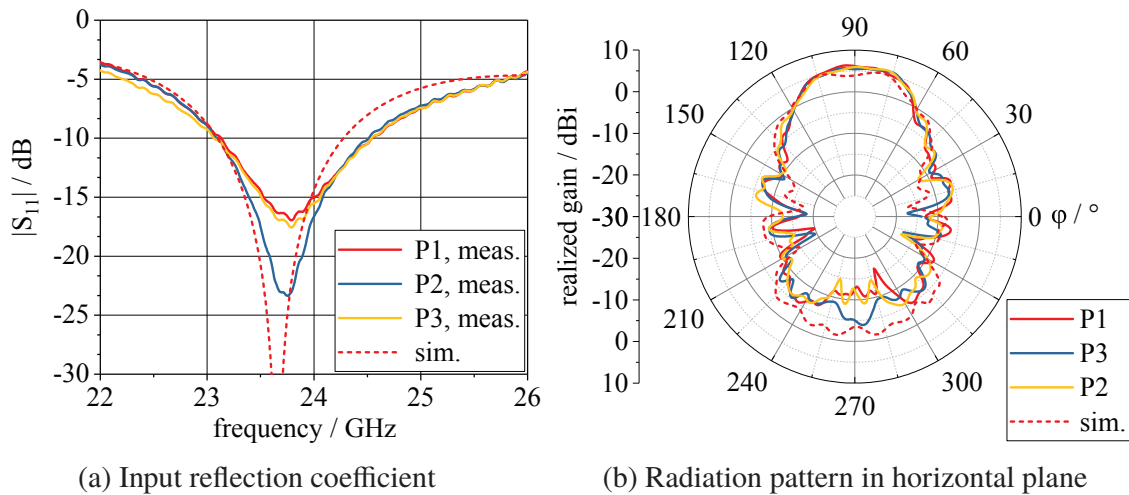 0
-5
-10
-15
-20
-25
-30
|S11| / dB
22
23
24
25
26
frequency / GHz
P1, meas.
P2, meas.
P3, meas.
sim.
(a) Input reflection coefficient
10
0
-10
-20
-30
-20
-10
0
10
realized gain / dBi
90
60
30
0
φ / °
300
270
240
210
180
150
120
P1
P3
P2
sim.
(b) Radiation pattern in horizontal plane